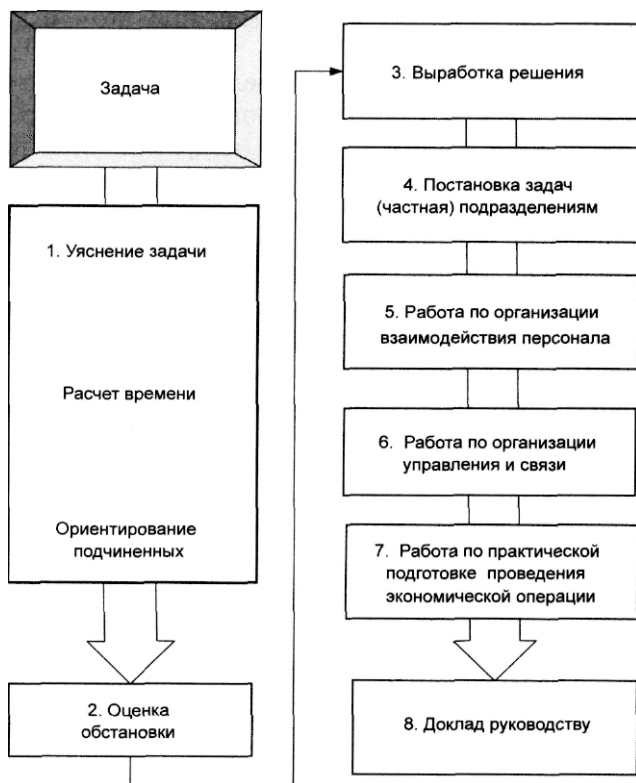 Задача
1. Уяснение задачи
Расчет времени
Ориентирование
подчиненных
2. Оценка
обстановки
3. Выработка решения
4. Постановка задач
(частная) подразделениям
5. Работа по организации
взаимодействия персонала
6. Работа по организации
управления и связи
7. Работа по практической
подготовке проведения
экономической операции
8. Доклад руководству